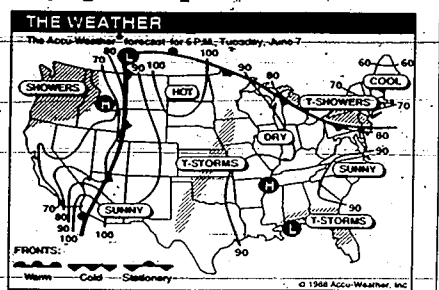 THE WEATHER
The Accu-Weather forecast for 6 P.M., Tuesday, June 7
80
L
70
90
100
100
90
80
60
60
COOL
SHOWERS
H
HOT
T-SHOWERS
70
70
DRY
80
T-STORMS
90
SUNNY
H
70
80
90
100
SUNNY
100
90
L
T-STORMS
90
FRONTS:
Warm Cold Stationary
© 1988 Accu-Weather, Inc